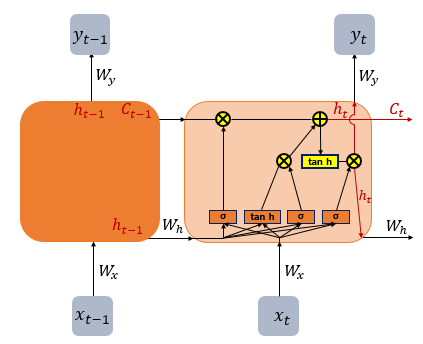 y_{t-1} y_t
W_y W_y
h_{t-1} C_{t-1} h_t C_t
tan h
h_t
σ tan h σ σ
h_{t-1} W_h W_h
W_x W_x
x_{t-1} x_t